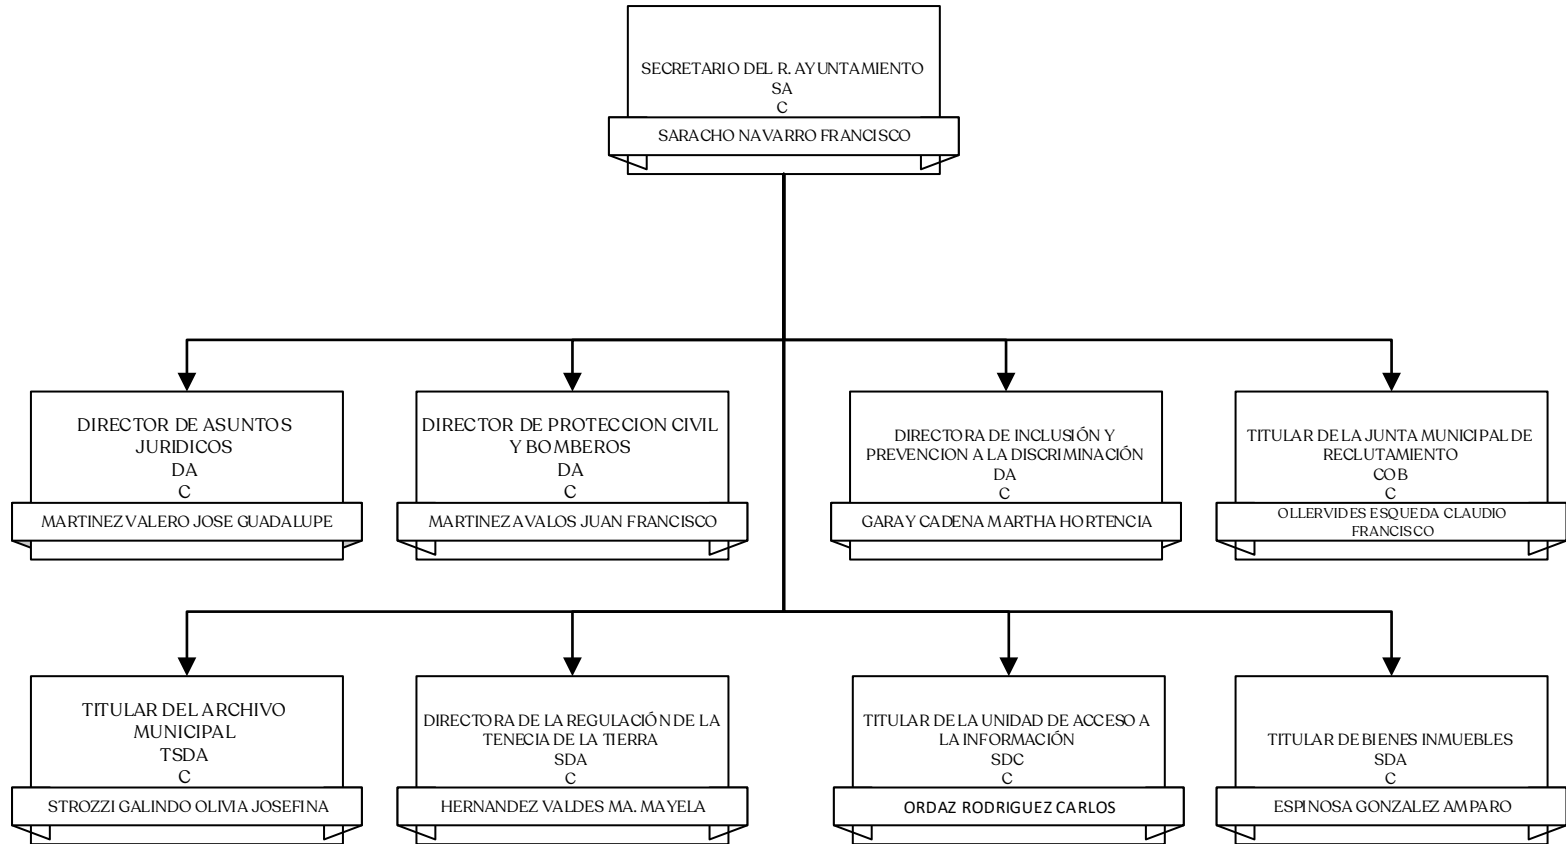 SECRETARIO DEL R. AYUNTAMIENTO
SA
C
SARACHO NAVARRO FRANCISCO
DIRECTOR DE ASUNTOS
JURIDICOS
DA
C
MARTINEZ VALERO JOSE GUADALUPE
DIRECTOR DE PROTECCION CIVIL
Y BOMBEROS
DA
C
MARTINEZ AVALOS JUAN FRANCISCO
DIRECTORA DE INCLUSIÓN Y
PREVENCION A LA DISCRIMINACIÓN
DA
C
GARAY CADENA MARTHA HORTENCIA
TITULAR DE LA JUNTA MUNICIPAL DE
RECLUTAMIENTO
COB
C
OLLERVIDES ESQUEDA CLAUDIO
FRANCISCO
TITULAR DEL ARCHIVO
MUNICIPAL
TSDA
C
STROZZI GALINDO OLIVIA JOSEFINA
DIRECTORA DE LA REGULACIÓN DE LA
TENECIA DE LA TIERRA
SDA
C
HERNANDEZ VALDES MA. MAYELA
TITULAR DE LA UNIDAD DE ACCESO A
LA INFORMACIÓN
SDC
C
ORDAZ RODRIGUEZ CARLOS
TITULAR DE BIENES INMUEBLES
SDA
C
ESPINOSA GONZALEZ AMPARO